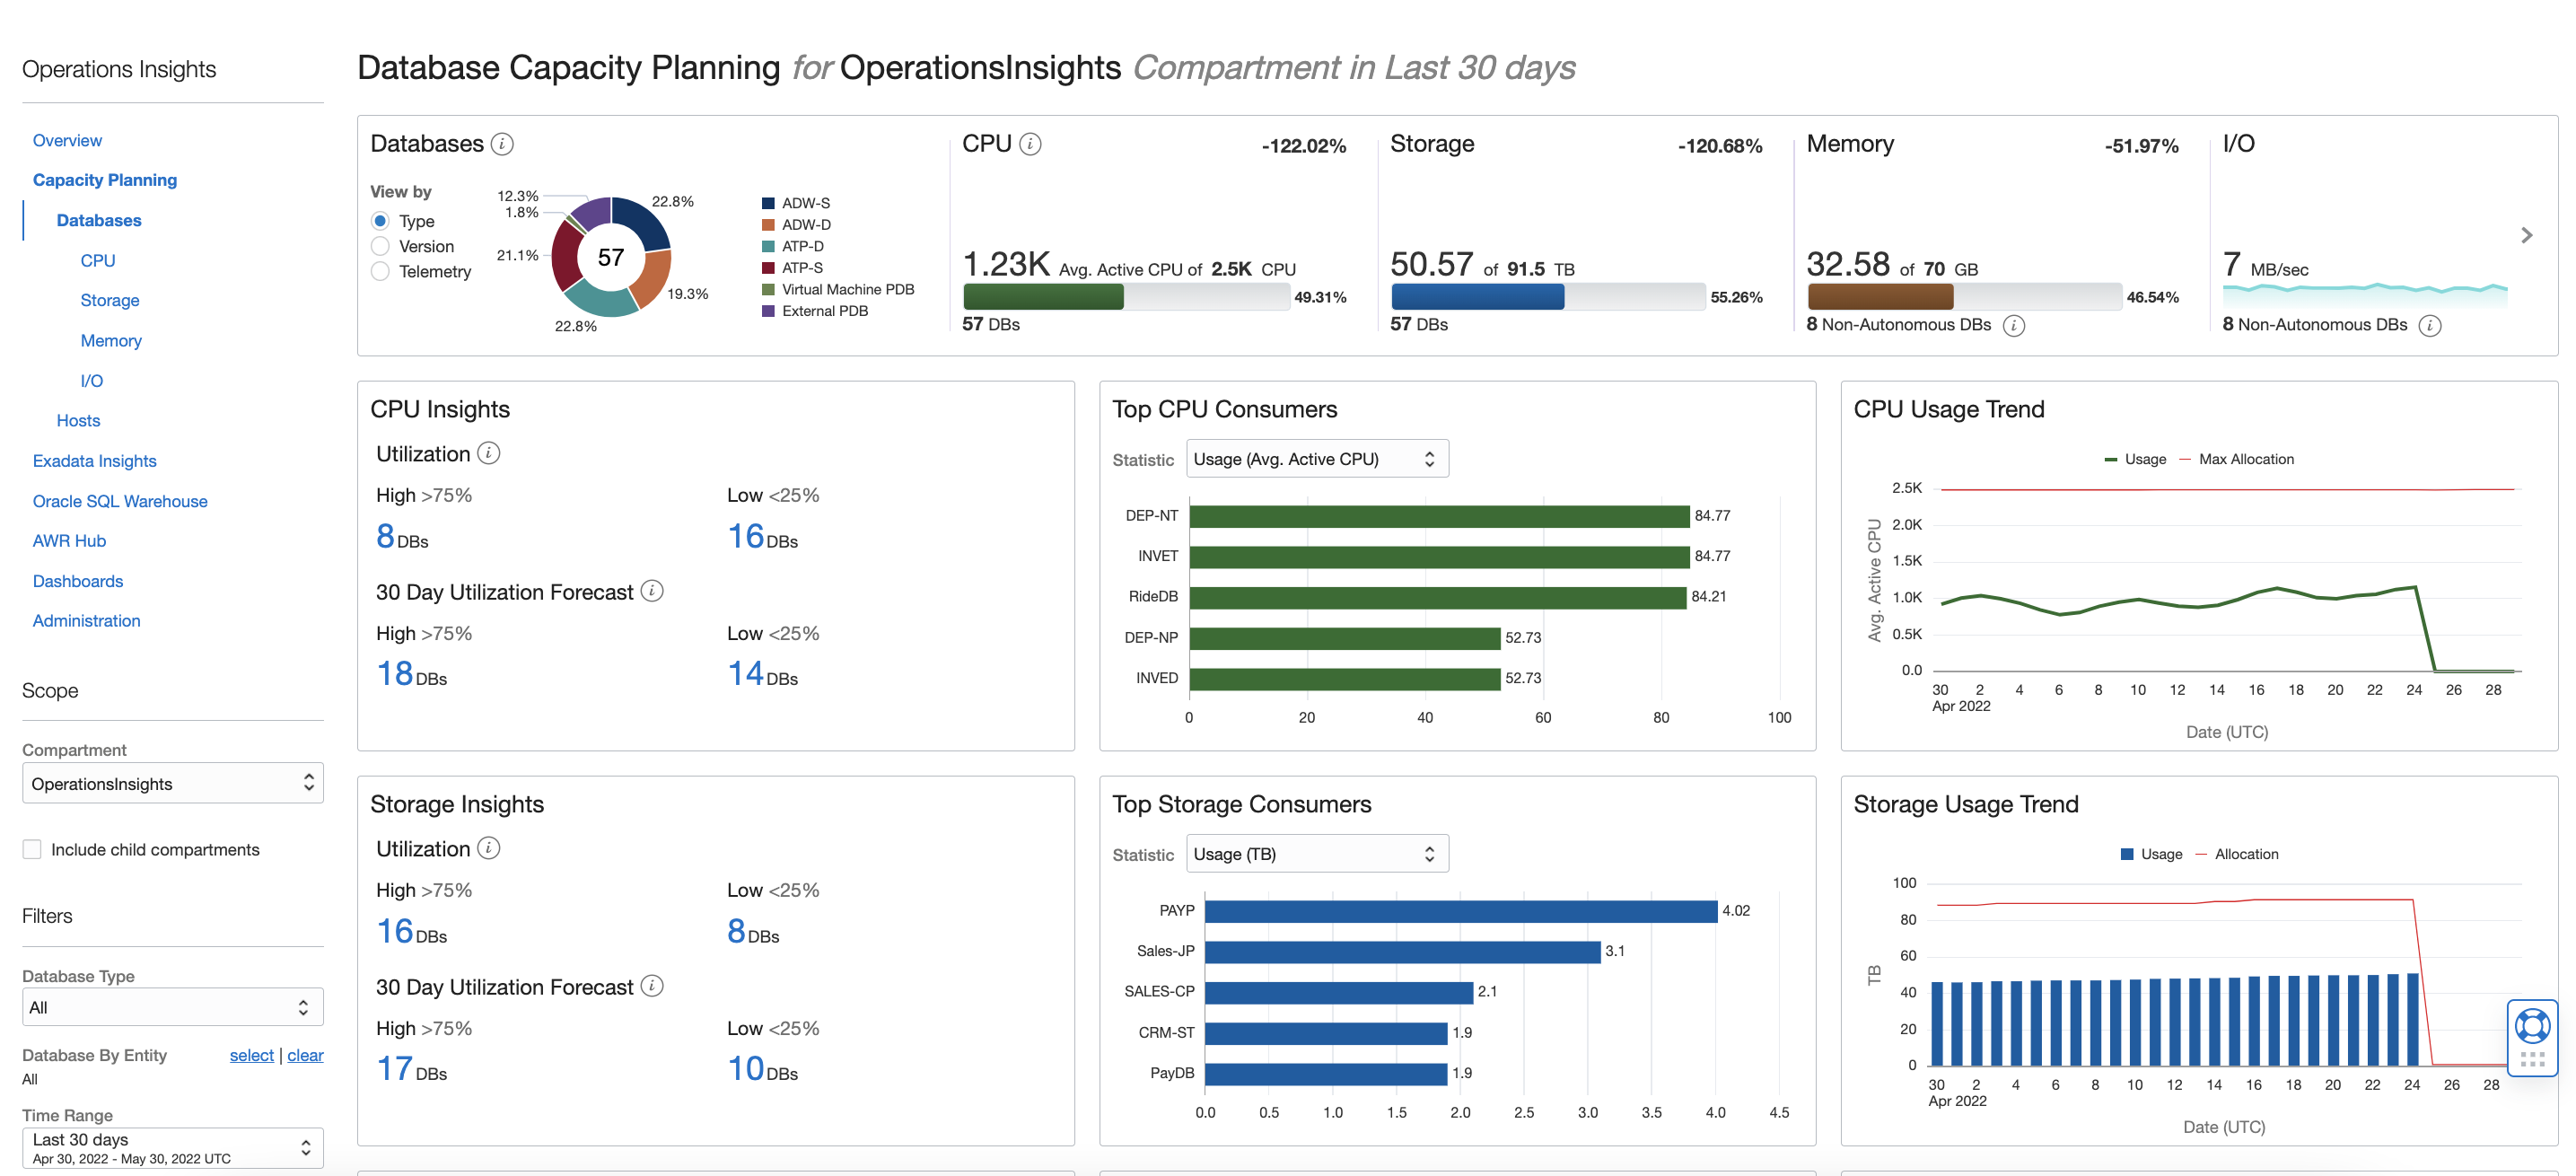 Operations Insights
Overview
Capacity Planning
Databases
CPU
Storage
Memory
I/O
Hosts
Exadata Insights
Oracle SQL Warehouse
AWR Hub
Dashboards
Administration
Scope
Compartment
OperationsInsights
Include child compartments
Filters
Database Type
All
Database By Entity select | clear
All
Time Range
Last 30 days
Apr 30, 2022 - May 30, 2022 UTC
Database Capacity Planning for OperationsInsights Compartment in Last 30 days
Databases
View by
Type
Version
Telemetry
12.3%
1.8%
21.1%
22.8%
19.3%
22.8%
57
ADW-S
ADW-D
ATP-D
ATP-S
Virtual Machine PDB
External PDB
CPU -122.02%
1.23K Avg. Active CPU of 2.5K CPU
49.31%
57 DBs
Storage -120.68%
50.57 of 91.5 TB
55.26%
57 DBs
Memory -51.97%
32.58 of 70 GB
46.54%
8 Non-Autonomous DBs
I/O
7 MB/sec
8 Non-Autonomous DBs
CPU Insights
Utilization
High >75% Low <25%
8 DBs 16 DBs
30 Day Utilization Forecast
High >75% Low <25%
18 DBs 14 DBs
Top CPU Consumers
Statistic Usage (Avg. Active CPU)
DEP-NT 84.77
INVET 84.77
RideDB 84.21
DEP-NP 52.73
INVED 52.73
0 20 40 60 80 100
CPU Usage Trend
Usage Max Allocation
Avg. Active CPU
2.5K
2.0K
1.5K
1.0K
0.5K
0.0
30 2 4 6 8 10 12 14 16 18 20 22 24 26 28
Apr 2022
Date (UTC)
Storage Insights
Utilization
High >75% Low <25%
16 DBs 8 DBs
30 Day Utilization Forecast
High >75% Low <25%
17 DBs 10 DBs
Top Storage Consumers
Statistic Usage (TB)
PAYP 4.02
Sales-JP 3.1
SALES-CP 2.1
CRM-ST 1.9
PayDB 1.9
0.0 0.5 1.0 1.5 2.0 2.5 3.0 3.5 4.0 4.5
Storage Usage Trend
Usage Allocation
TB
100
80
60
40
20
0
30 2 4 6 8 10 12 14 16 18 20 22 24 26 28
Apr 2022
Date (UTC)